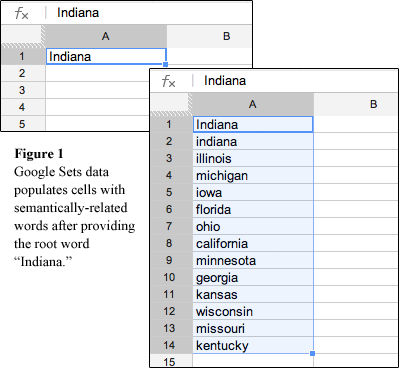 fx Indiana
A B
1 Indiana
2
3
4
5
Figure 1
Google Sets data
populates cells with
semantically-related
words after providing
the root word
“Indiana.”
fx Indiana
A B
1 Indiana
2 indiana
3 illinois
4 michigan
5 iowa
6 florida
7 ohio
8 california
9 minnesota
10 georgia
11 kansas
12 wisconsin
13 missouri
14 kentucky
15